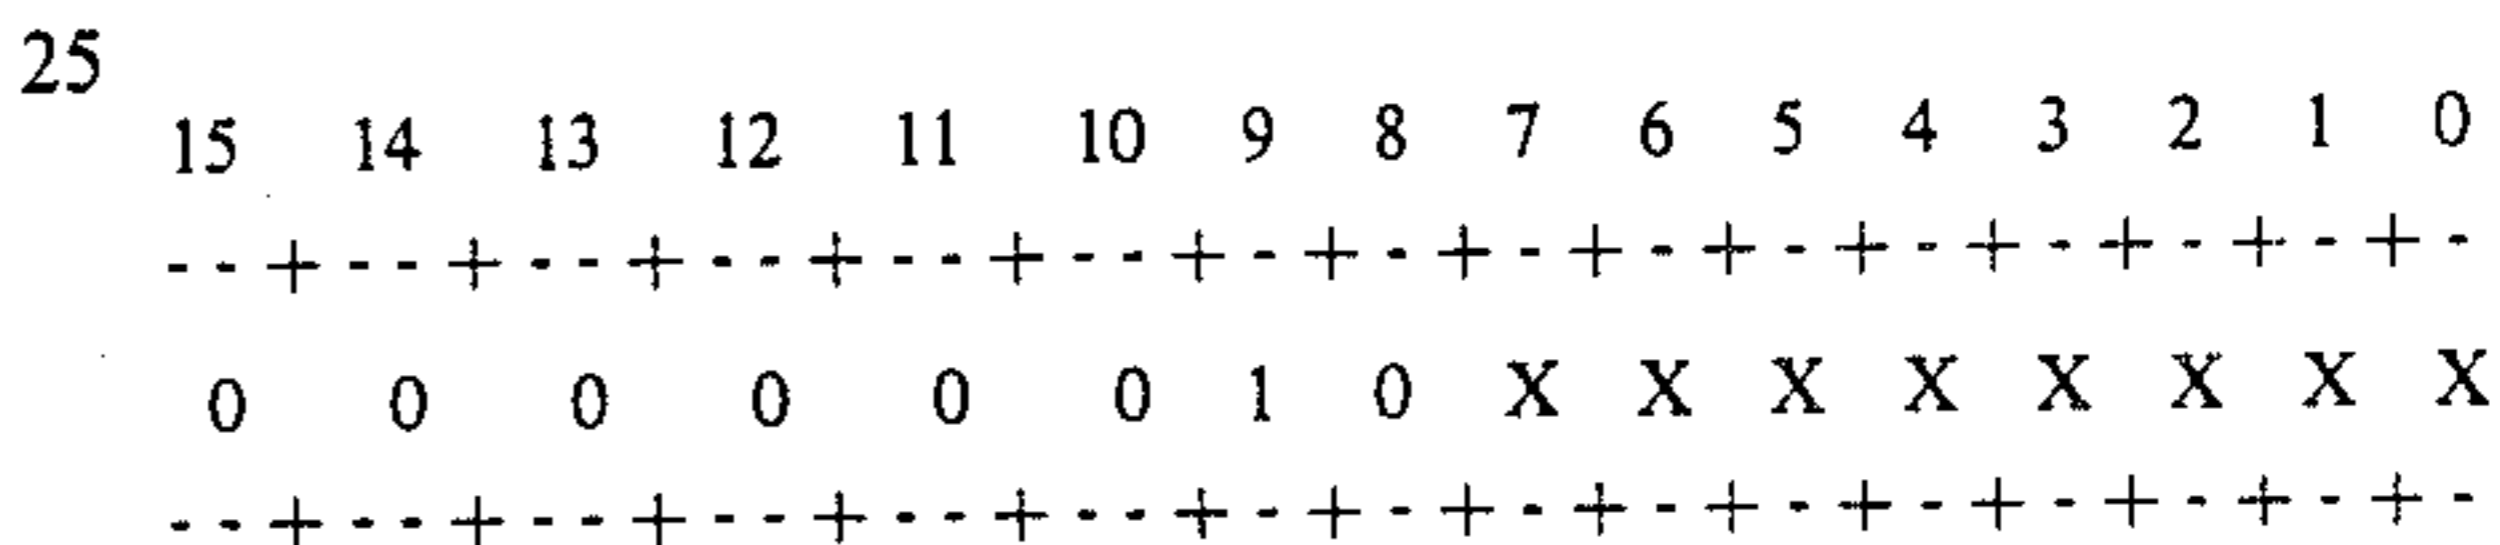 25
15 14 13 12 11 10 9 8 7 6 5 4 3 2 1 0
--+--+--+--+--+--+-+-+-+-+-+-+-+-+-+-
0 0 0 0 0 0 1 0 X X X X X X X X
--+--+--+--+--+--+-+-+-+-+-+-+-+-+-+-